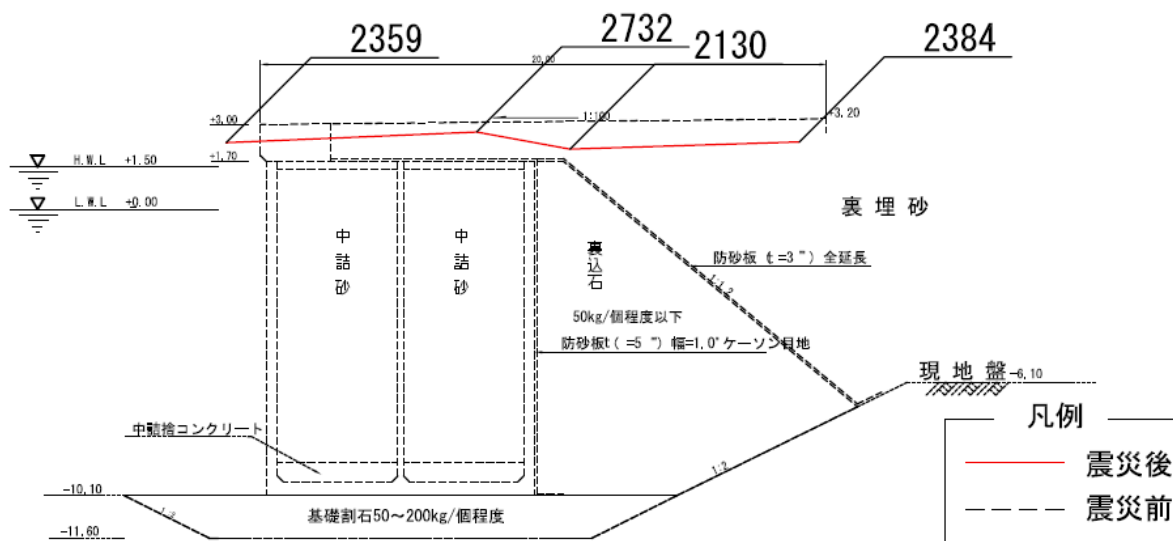 2359
2732
2130
2384
20.00
+3.00
1:100
+3.20
H.W.L +1.50
+1.70
L.W.L +0.00
中詰砂
中詰砂
裏込石
裏埋砂
防砂板 (t=3 ") 全延長
1:1.2
50kg/個程度以下
防砂板t( =5 ") 幅=1.0"ケーソン目地
現地盤 -6.10
中詰捨コンクリート
1:2
-10.10
1:2
基礎割石50～200kg/個程度
-11.60
凡例
震災後
震災前